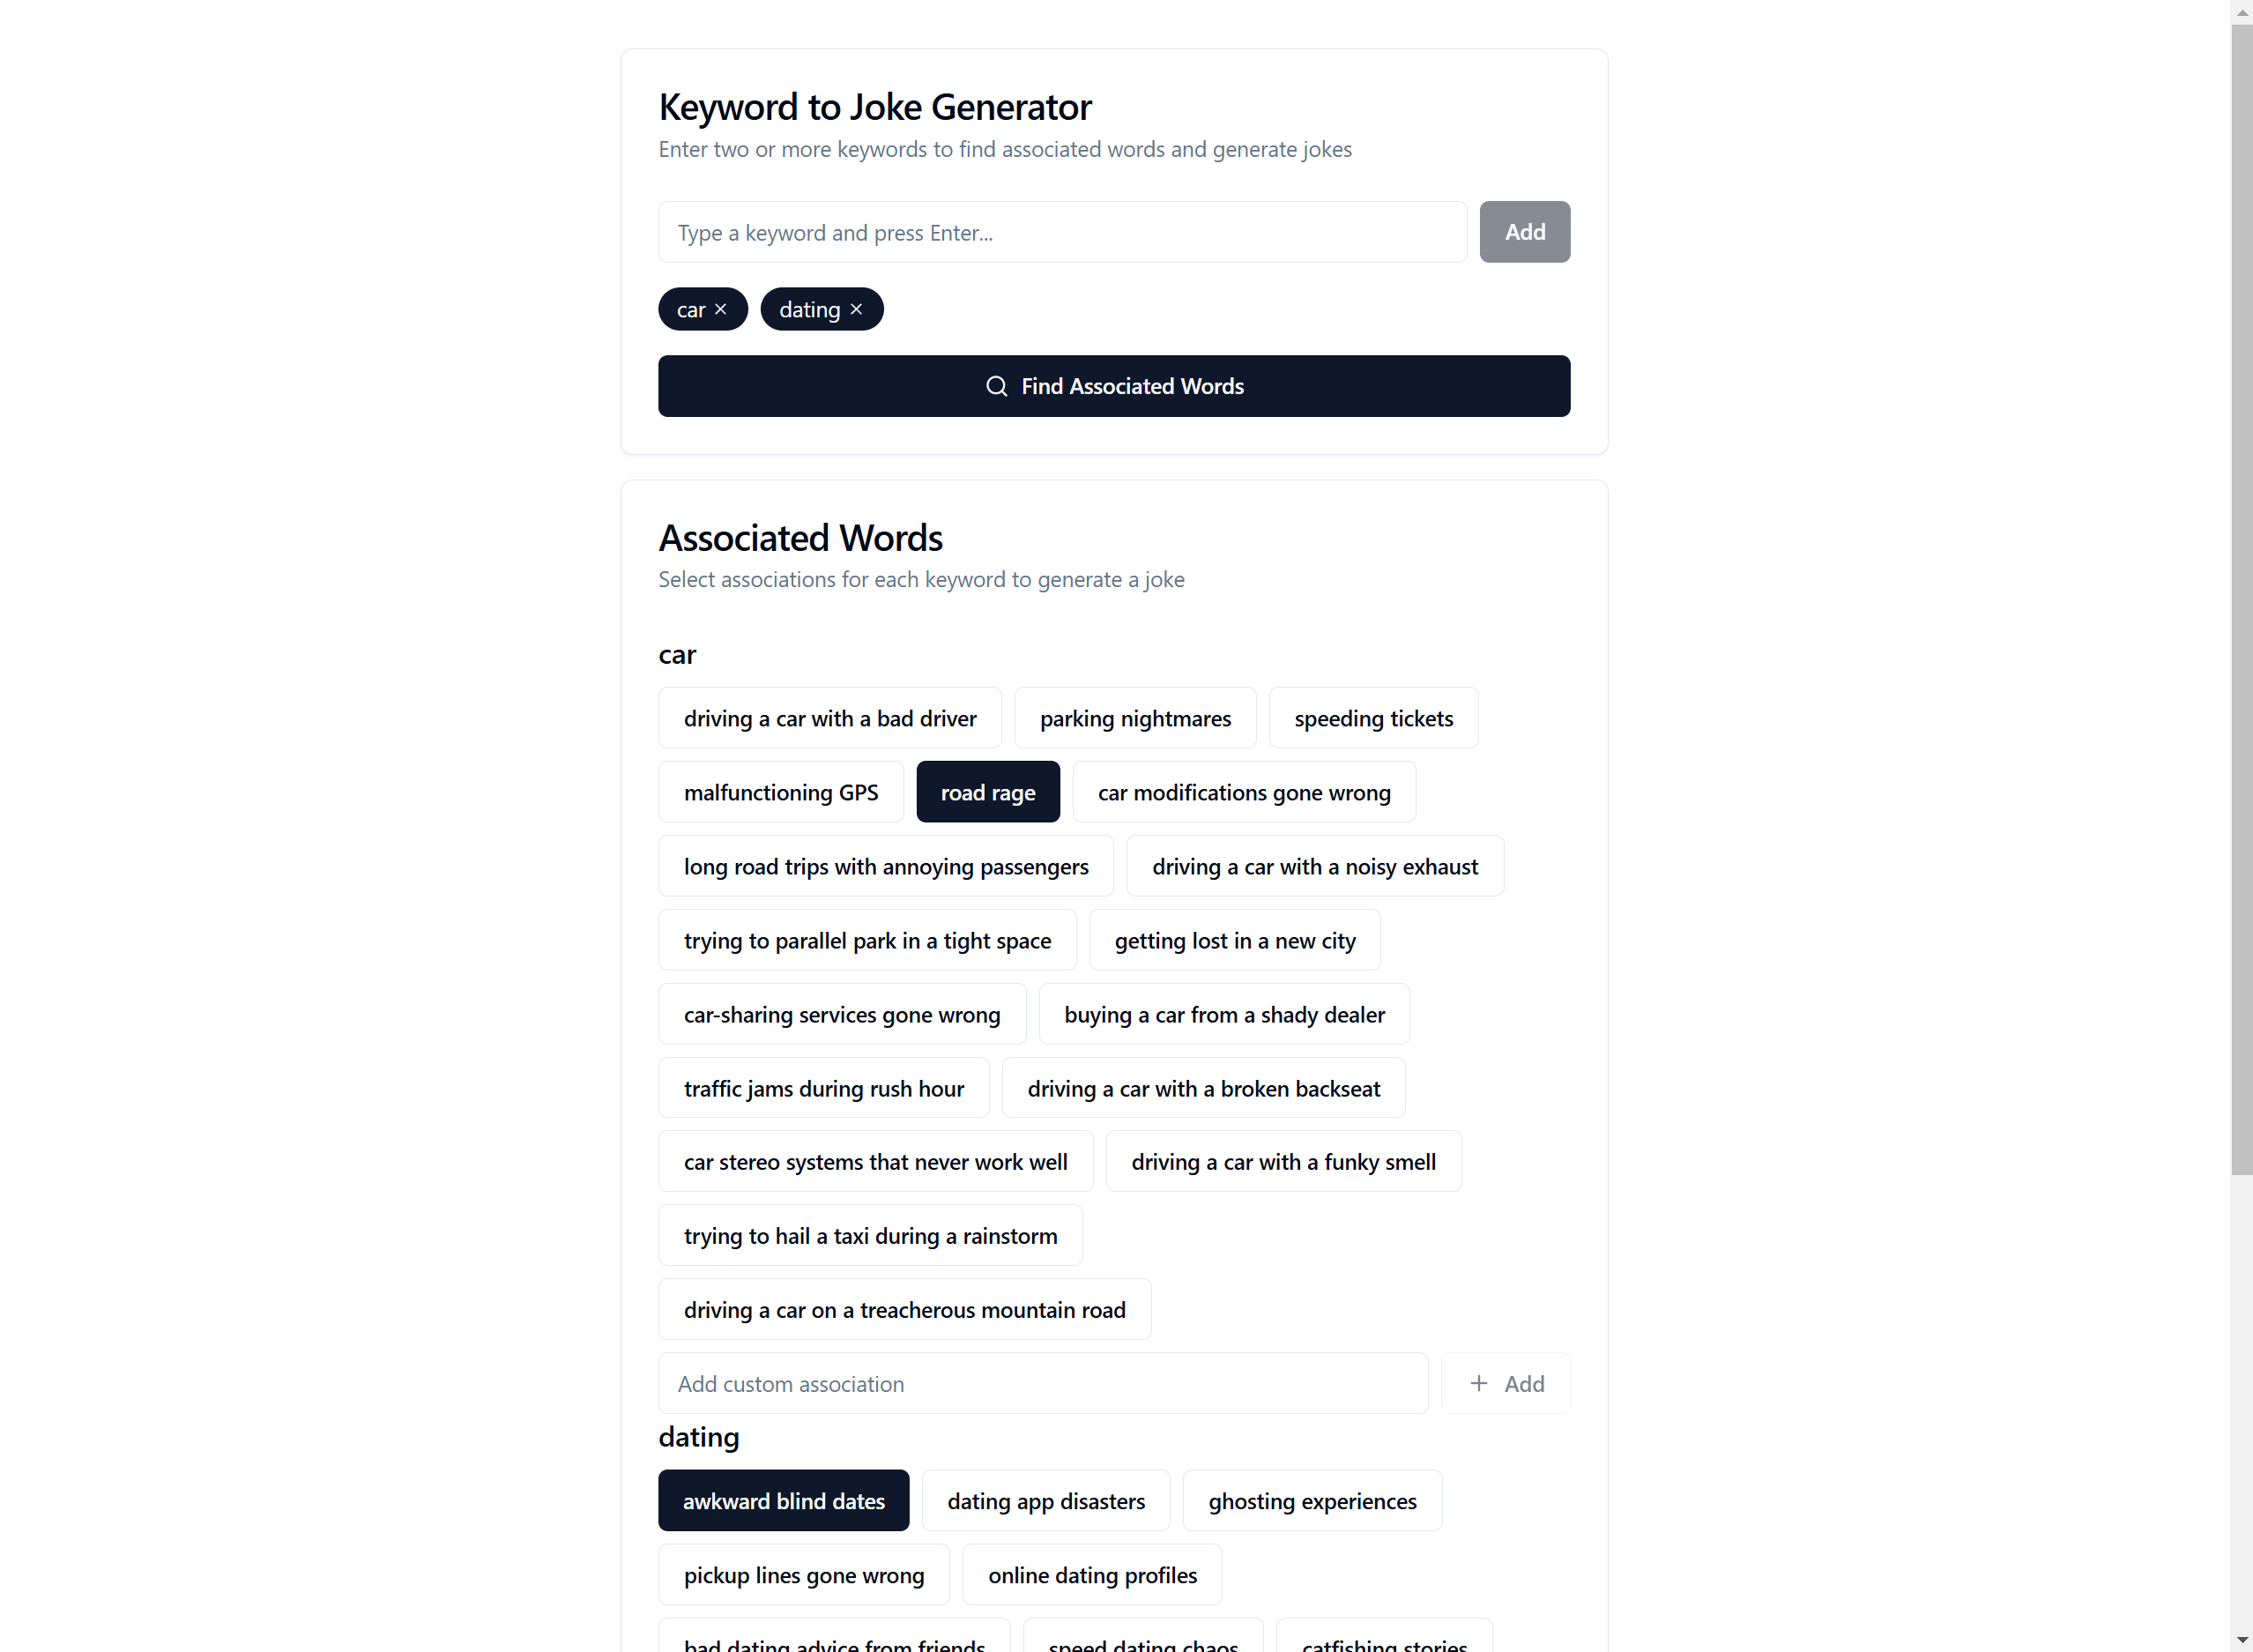 Keyword to Joke Generator
Enter two or more keywords to find associated words and generate jokes
Type a keyword and press Enter... Add
car × dating ×
Find Associated Words
Associated Words
Select associations for each keyword to generate a joke
car
driving a car with a bad driver parking nightmares speeding tickets
malfunctioning GPS road rage car modifications gone wrong
long road trips with annoying passengers driving a car with a noisy exhaust
trying to parallel park in a tight space getting lost in a new city
car-sharing services gone wrong buying a car from a shady dealer
traffic jams during rush hour driving a car with a broken backseat
car stereo systems that never work well driving a car with a funky smell
trying to hail a taxi during a rainstorm
driving a car on a treacherous mountain road
Add custom association + Add
dating
awkward blind dates dating app disasters ghosting experiences
pickup lines gone wrong online dating profiles
bad dating advice from friends speed dating chaos catfishing stories